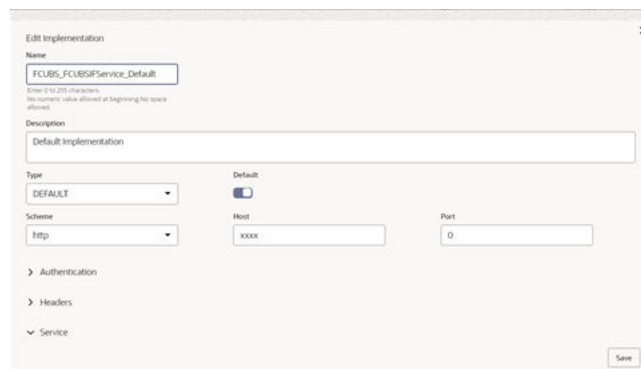 Edit Implementation
Name
FCUBS_FCUBSIFService_Default
Enter 0 to 255 characters.
No numeric value allowed at beginning.No space
allowed.
Description
Default Implementation
Type
Default
DEFAULT
Scheme
Host
Port
http
xxxx
0
Authentication
Headers
Service
Save